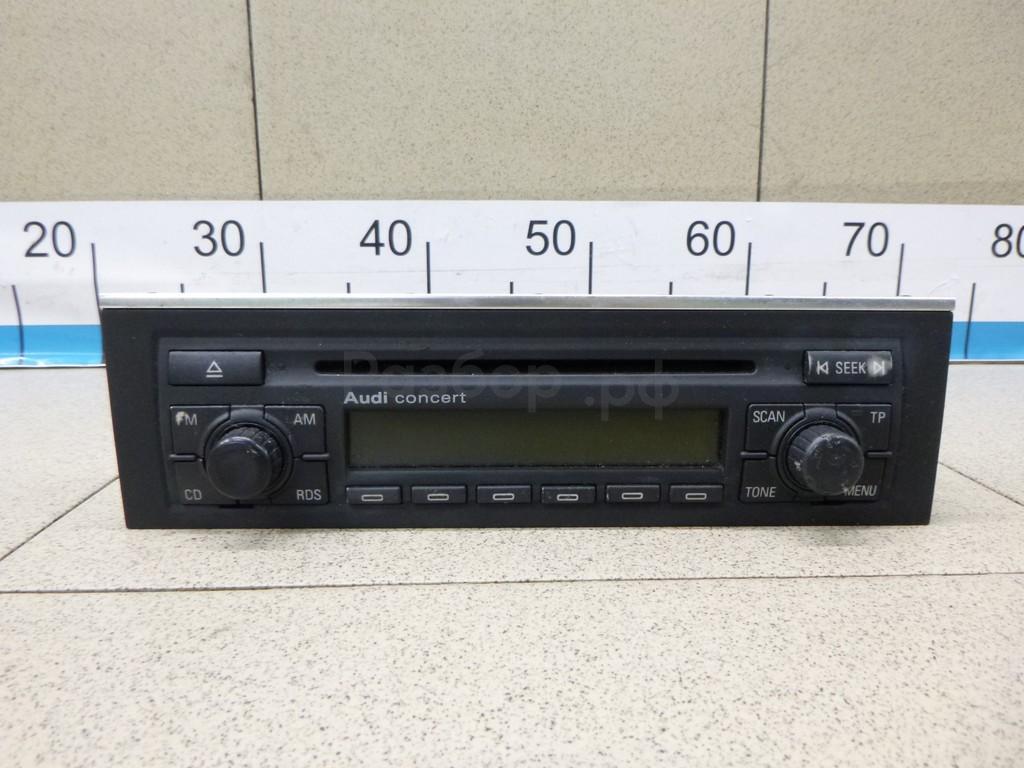 20 30 40 50 60 70 80
SEEK
Разбор.рф
Audi concert
FM AM SCAN TP
CD RDS TONE MENU